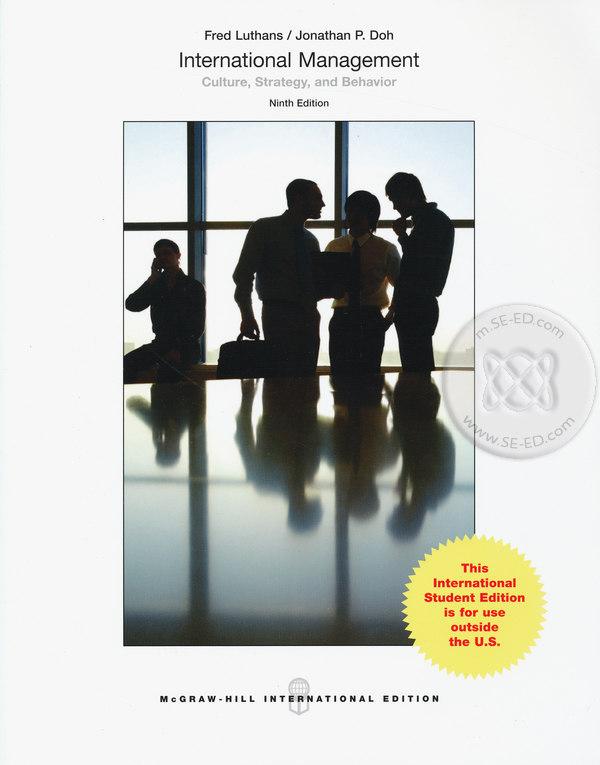 Fred Luthans / Jonathan P. Doh
International Management
Culture, Strategy, and Behavior
Ninth Edition
m.SE-ED.com
www.SE-ED.com
This
International
Student Edition
is for use
outside
the U.S.
McGRAW-HILL INTERNATIONAL EDITION